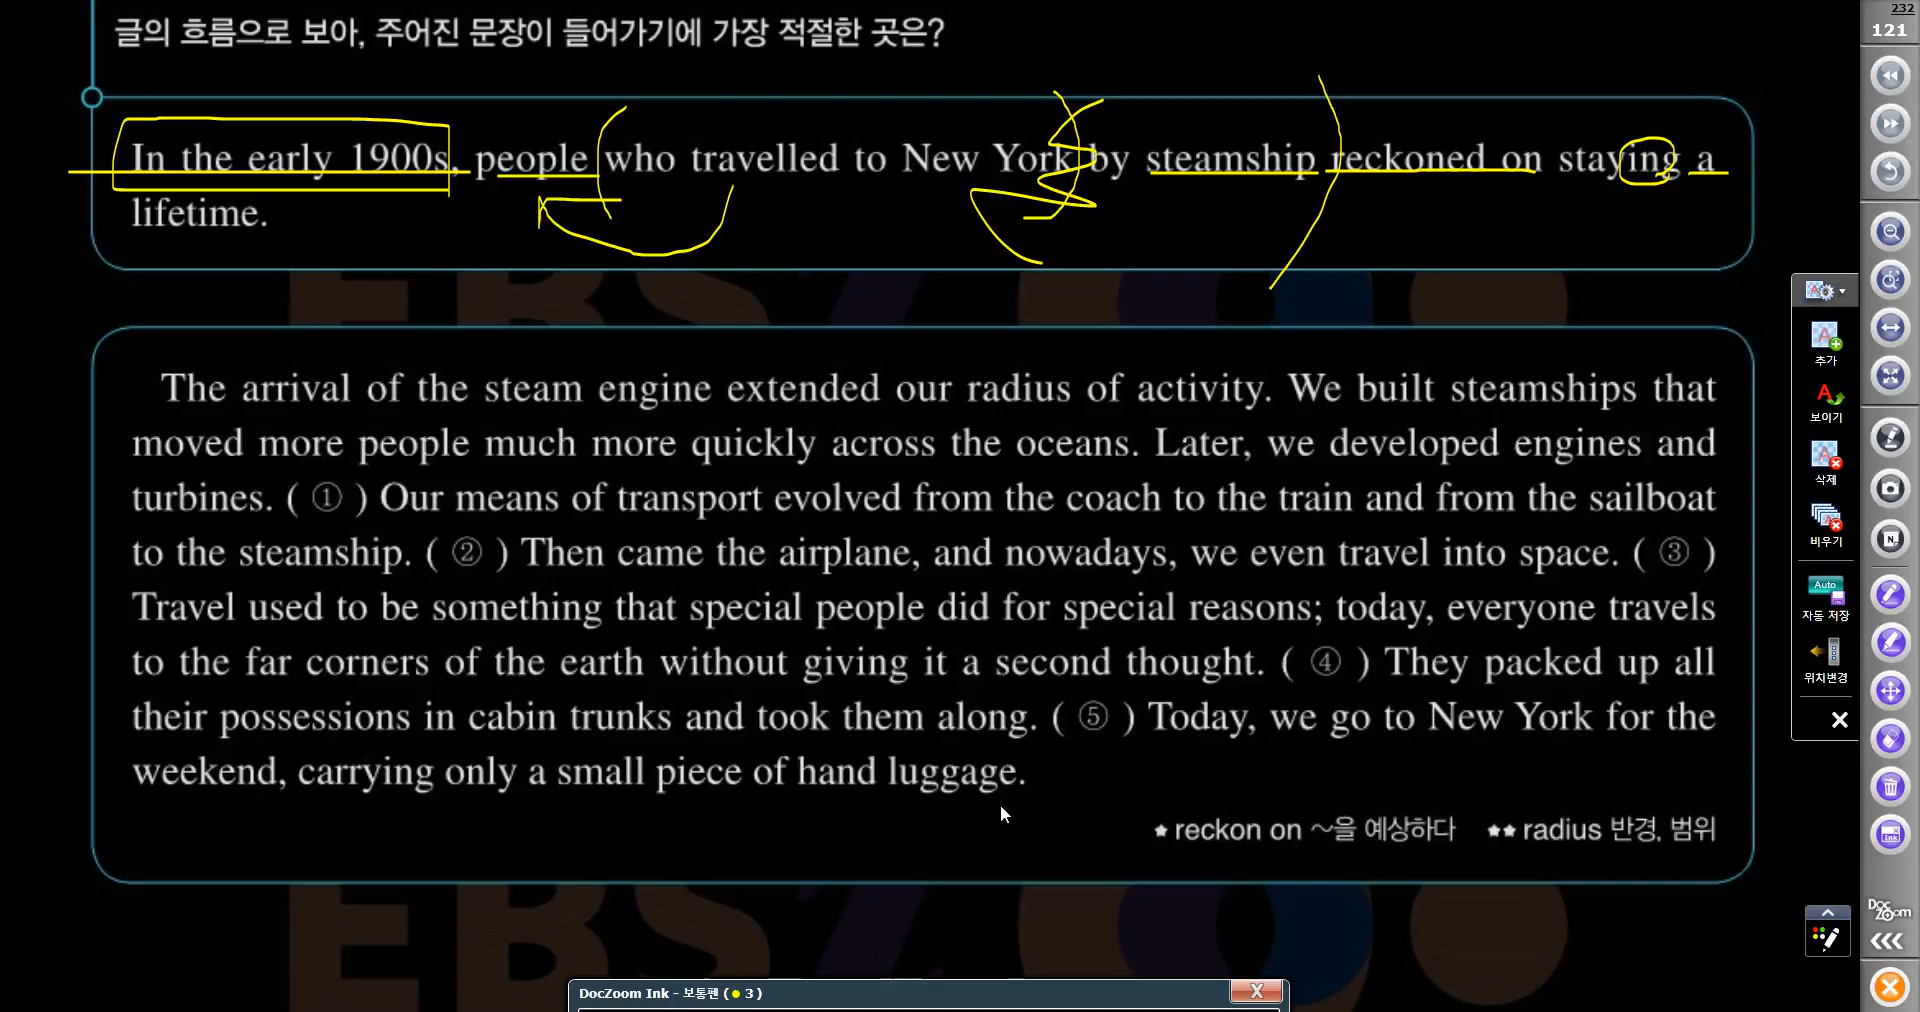 글의 흐름으로 보아, 주어진 문장이 들어가기에 가장 적절한 곳은?
In the early 1900s, people who travelled to New York by steamship reckoned on staying a
lifetime.
The arrival of the steam engine extended our radius of activity. We built steamships that
moved more people much more quickly across the oceans. Later, we developed engines and
turbines. ( ① ) Our means of transport evolved from the coach to the train and from the sailboat
to the steamship. ( ② ) Then came the airplane, and nowadays, we even travel into space. ( ③ )
Travel used to be something that special people did for special reasons; today, everyone travels
to the far corners of the earth without giving it a second thought. ( ④ ) They packed up all
their possessions in cabin trunks and took them along. ( ⑤ ) Today, we go to New York for the
weekend, carrying only a small piece of hand luggage.
★ reckon on ～을 예상하다 ★★ radius 반경, 범위
EBS
EBS
232
121
추가
보이기
삭제
비우기
Auto
자동 저장
위치변경
Doc
Zoom
DocZoom Ink - 보통펜 ( 3 )